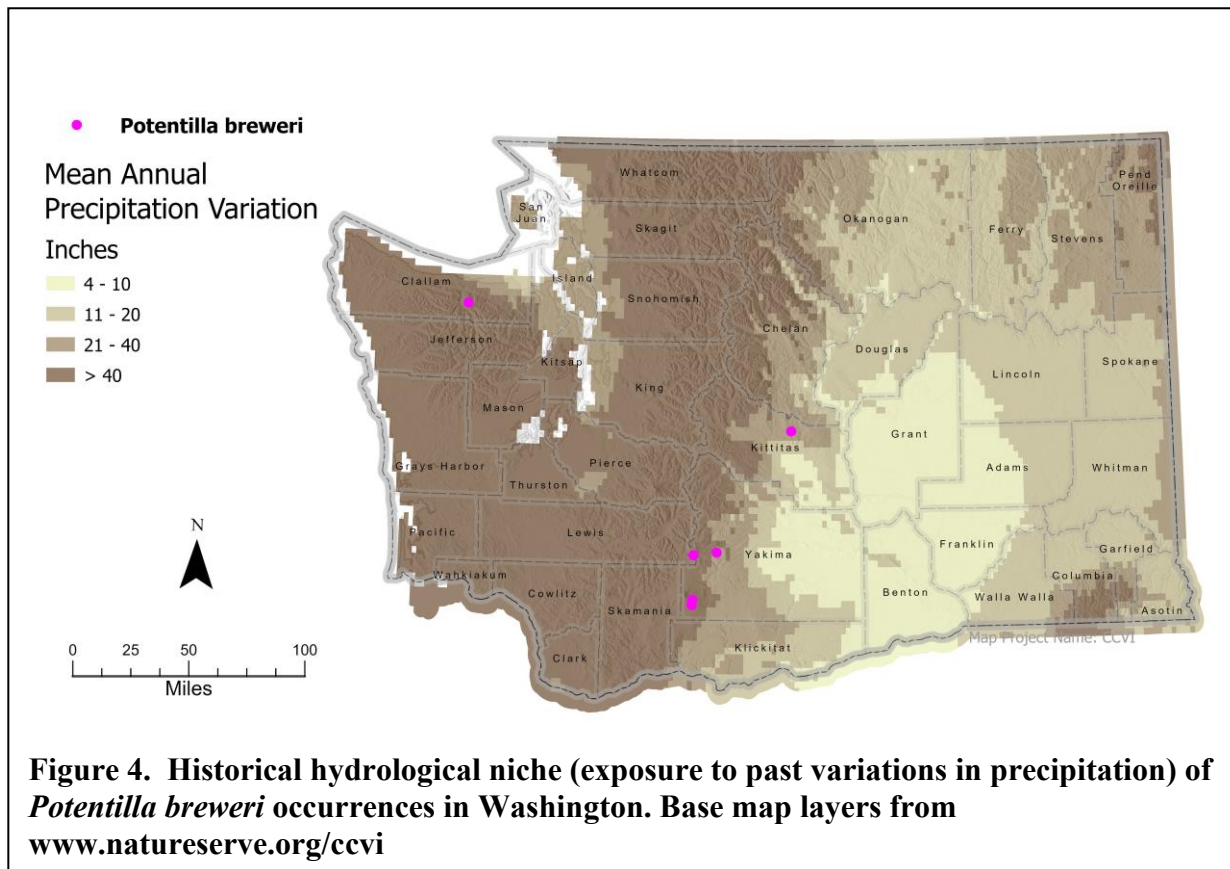 Potentilla breweri
Mean Annual
Precipitation Variation
Inches
4 - 10
11 - 20
21 - 40
> 40
Whatcom
Pend
Oreille
San
Juan
Okanogan
Ferry
Stevens
Skagit
Island
Clallam
Snohomish
Chelan
Jefferson
Douglas
Kitsap
Lincoln
Spokane
King
Mason
Grant
Kittitas
Grays Harbor
Pierce
Adams
Whitman
Thurston
N
Pacific
Lewis
Yakima
Franklin
Garfield
Wahkiakum
Columbia
Cowlitz
Benton
Walla Walla
Asotin
Skamania
Map Project Name: CCVI
Klickitat
Clark
0 25 50 100
Miles
Figure 4. Historical hydrological niche (exposure to past variations in precipitation) of
Potentilla breweri occurrences in Washington. Base map layers from
www.natureserve.org/ccvi